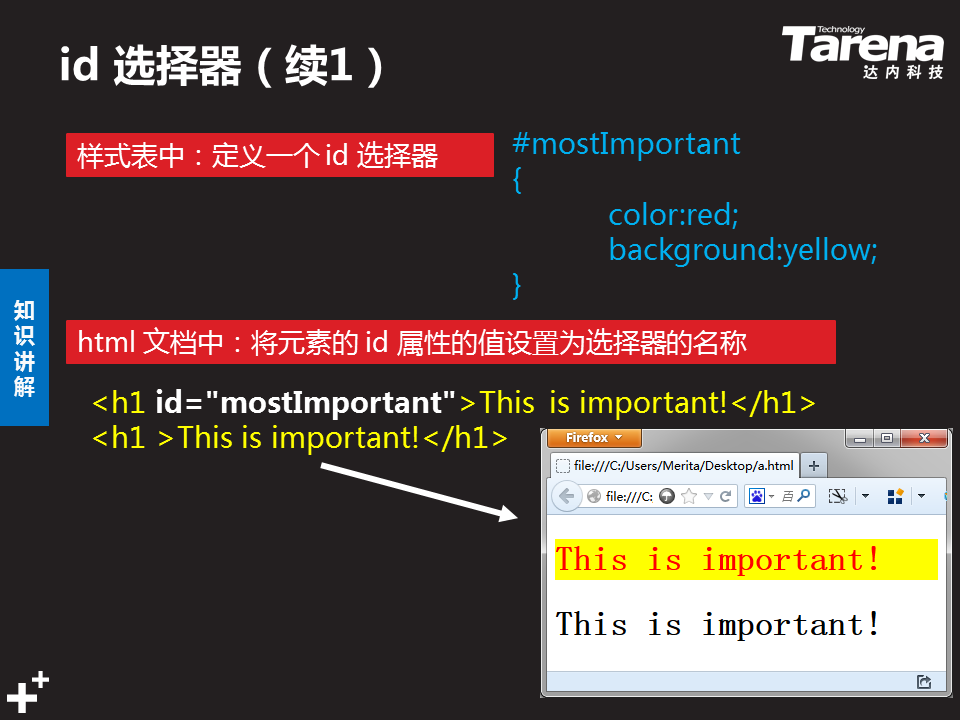 id 选择器（续1）
Technology
Tarena
达内科技
样式表中：定义一个 id 选择器
#mostImportant
{
color:red;
background:yellow;
}
知识讲解
html 文档中：将元素的 id 属性的值设置为选择器的名称
<h1 id="mostImportant">This is important!</h1>
<h1 >This is important!</h1>
Firefox
file:///C:/Users/Merita/Desktop/a.html
file:///C:
百
This is important!
This is important!